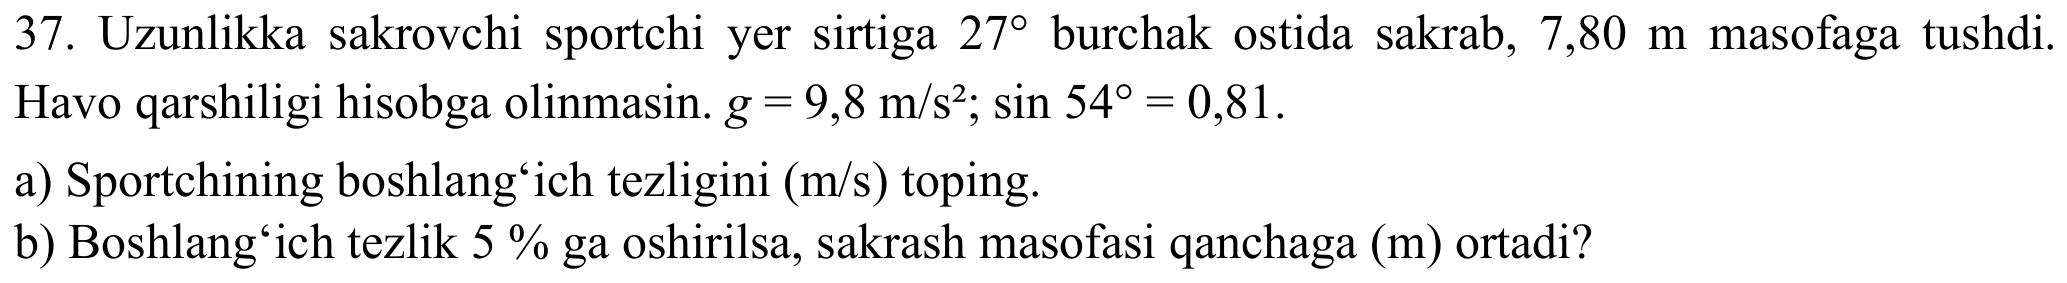 37. Uzunlikka sakrovchi sportchi yer sirtiga 27° burchak ostida sakrab, 7,80 m masofaga tushdi.
Havo qarshiligi hisobga olinmasin. g = 9,8 m/s²; sin 54° = 0,81.
a) Sportchining boshlang‘ich tezligini (m/s) toping.
b) Boshlang‘ich tezlik 5 % ga oshirilsa, sakrash masofasi qanchaga (m) ortadi?